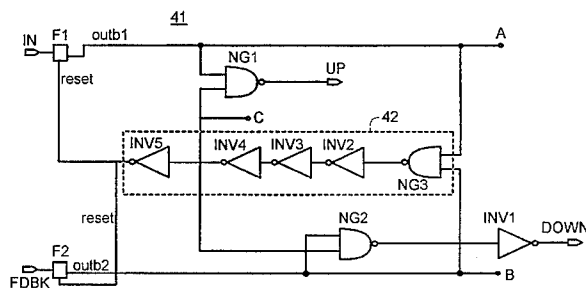 41
IN
F1
outb1
A
NG1
UP
reset
C
42
INV5
INV4
INV3
INV2
NG3
reset
NG2
INV1
DOWN
F2
outb2
FDBK
B